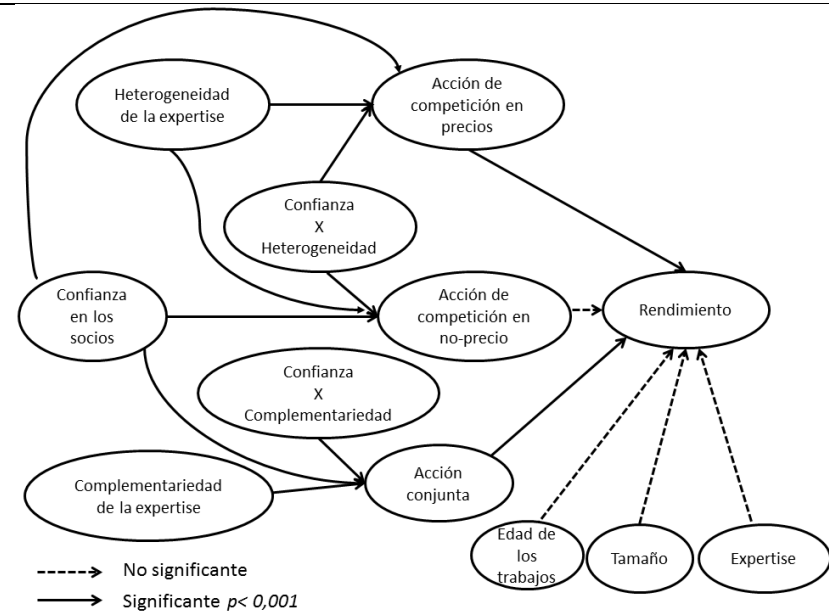 Heterogeneidad
de la expertise
Acción de
competición en
precios
Confianza
X
Heterogeneidad
Confianza
en los
socios
Acción de
competición en
no-precio
Rendimiento
Confianza
X
Complementariedad
Complementariedad
de la expertise
Acción
conjunta
Edad de
los
trabajos
Tamaño
Expertise
No significante
Significante p< 0,001